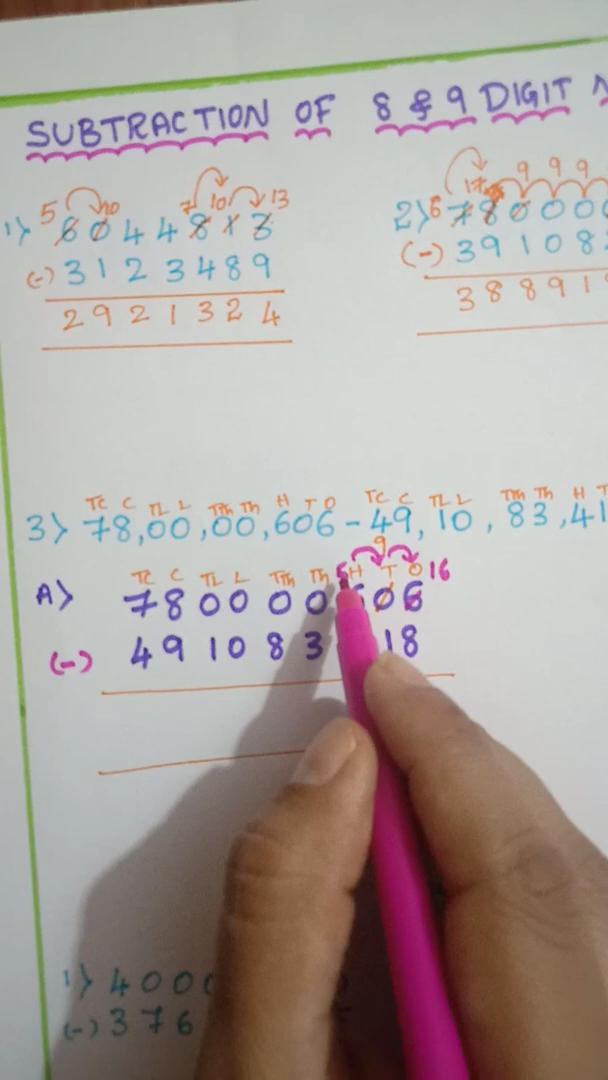 SUBTRACTION OF 8 & 9 DIGIT
5 10 7 10 13
1) 6 0 4 4 8 1 3
(-) 3 1 2 3 4 8 9
2 9 2 1 3 2 4
6 17 9 9 9
2) 7 8 0 0 0 0
(-) 3 9 1 0 8
3 8 8 9 1
TC C TL L TTh Th H T O TC C TL L TTh Th H T
3) 78,00,00,606 - 49,10,83,41
9
TC C TL L TTh Th 5 H T O 16
A) 7 8 0 0 0 0 6 0 6
(-) 4 9 1 0 8 3 1 8
1) 4 0 0 0
(-) 3 7 6